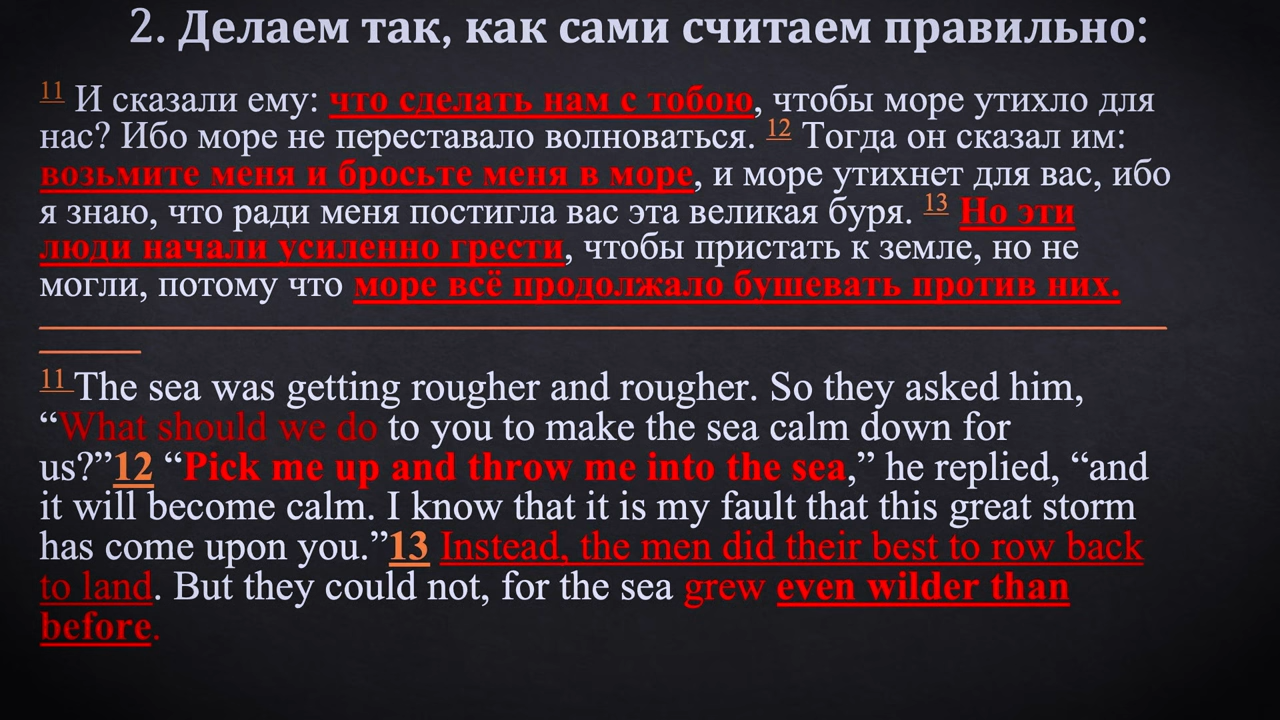 2. Делаем так, как сами считаем правильно:
11 И сказали ему: что сделать нам с тобою, чтобы море утихло для
нас? Ибо море не переставало волноваться. 12 Тогда он сказал им:
возьмите меня и бросьте меня в море, и море утихнет для вас, ибо
я знаю, что ради меня постигла вас эта великая буря. 13 Но эти
люди начали усиленно грести, чтобы пристать к земле, но не
могли, потому что море всё продолжало бушевать против них.
11 The sea was getting rougher and rougher. So they asked him,
“What should we do to you to make the sea calm down for
us?”12 “Pick me up and throw me into the sea,” he replied, “and
it will become calm. I know that it is my fault that this great storm
has come upon you.”13 Instead, the men did their best to row back
to land. But they could not, for the sea grew even wilder than
before.